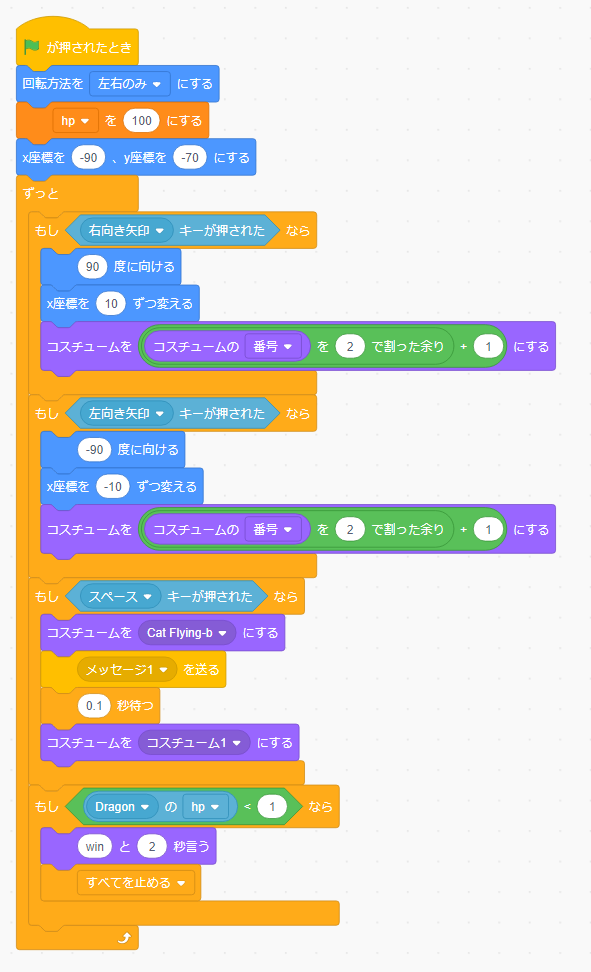 が押されたとき
回転方法を 左右のみ にする
hp を 100 にする
x座標を -90 、y座標を -70 にする
ずっと
もし 右向き矢印 キーが押された なら
90 度に向ける
x座標を 10 ずつ変える
コスチュームを コスチュームの 番号 を 2 で割った余り + 1 にする
もし 左向き矢印 キーが押された なら
-90 度に向ける
x座標を -10 ずつ変える
コスチュームを コスチュームの 番号 を 2 で割った余り + 1 にする
もし スペース キーが押された なら
コスチュームを Cat Flying-b にする
メッセージ1 を送る
0.1 秒待つ
コスチュームを コスチューム1 にする
もし Dragon の hp < 1 なら
win と 2 秒言う
すべてを止める